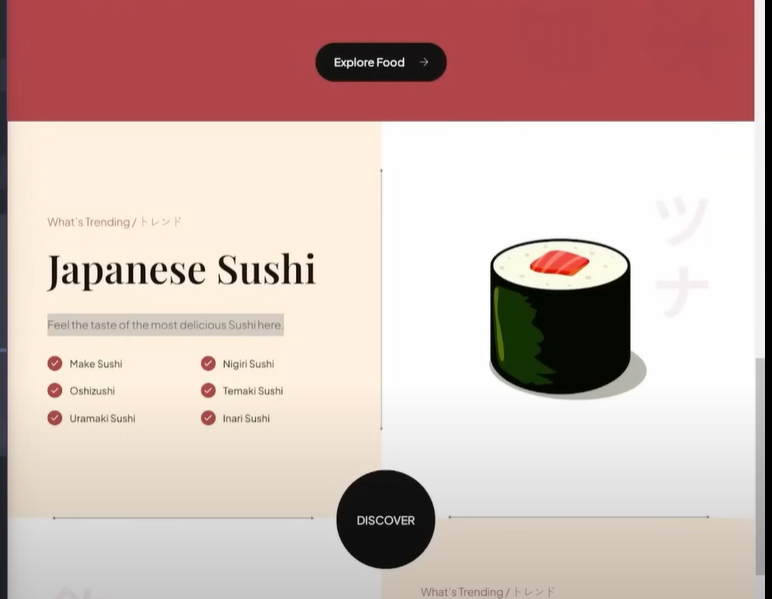 Explore Food →
What's Trending / トレンド
Japanese Sushi
Feel the taste of the most delicious Sushi here.
Make Sushi
Nigiri Sushi
Oshizushi
Temaki Sushi
Uramaki Sushi
Inari Sushi
ツナ
DISCOVER
What's Trending / トレンド